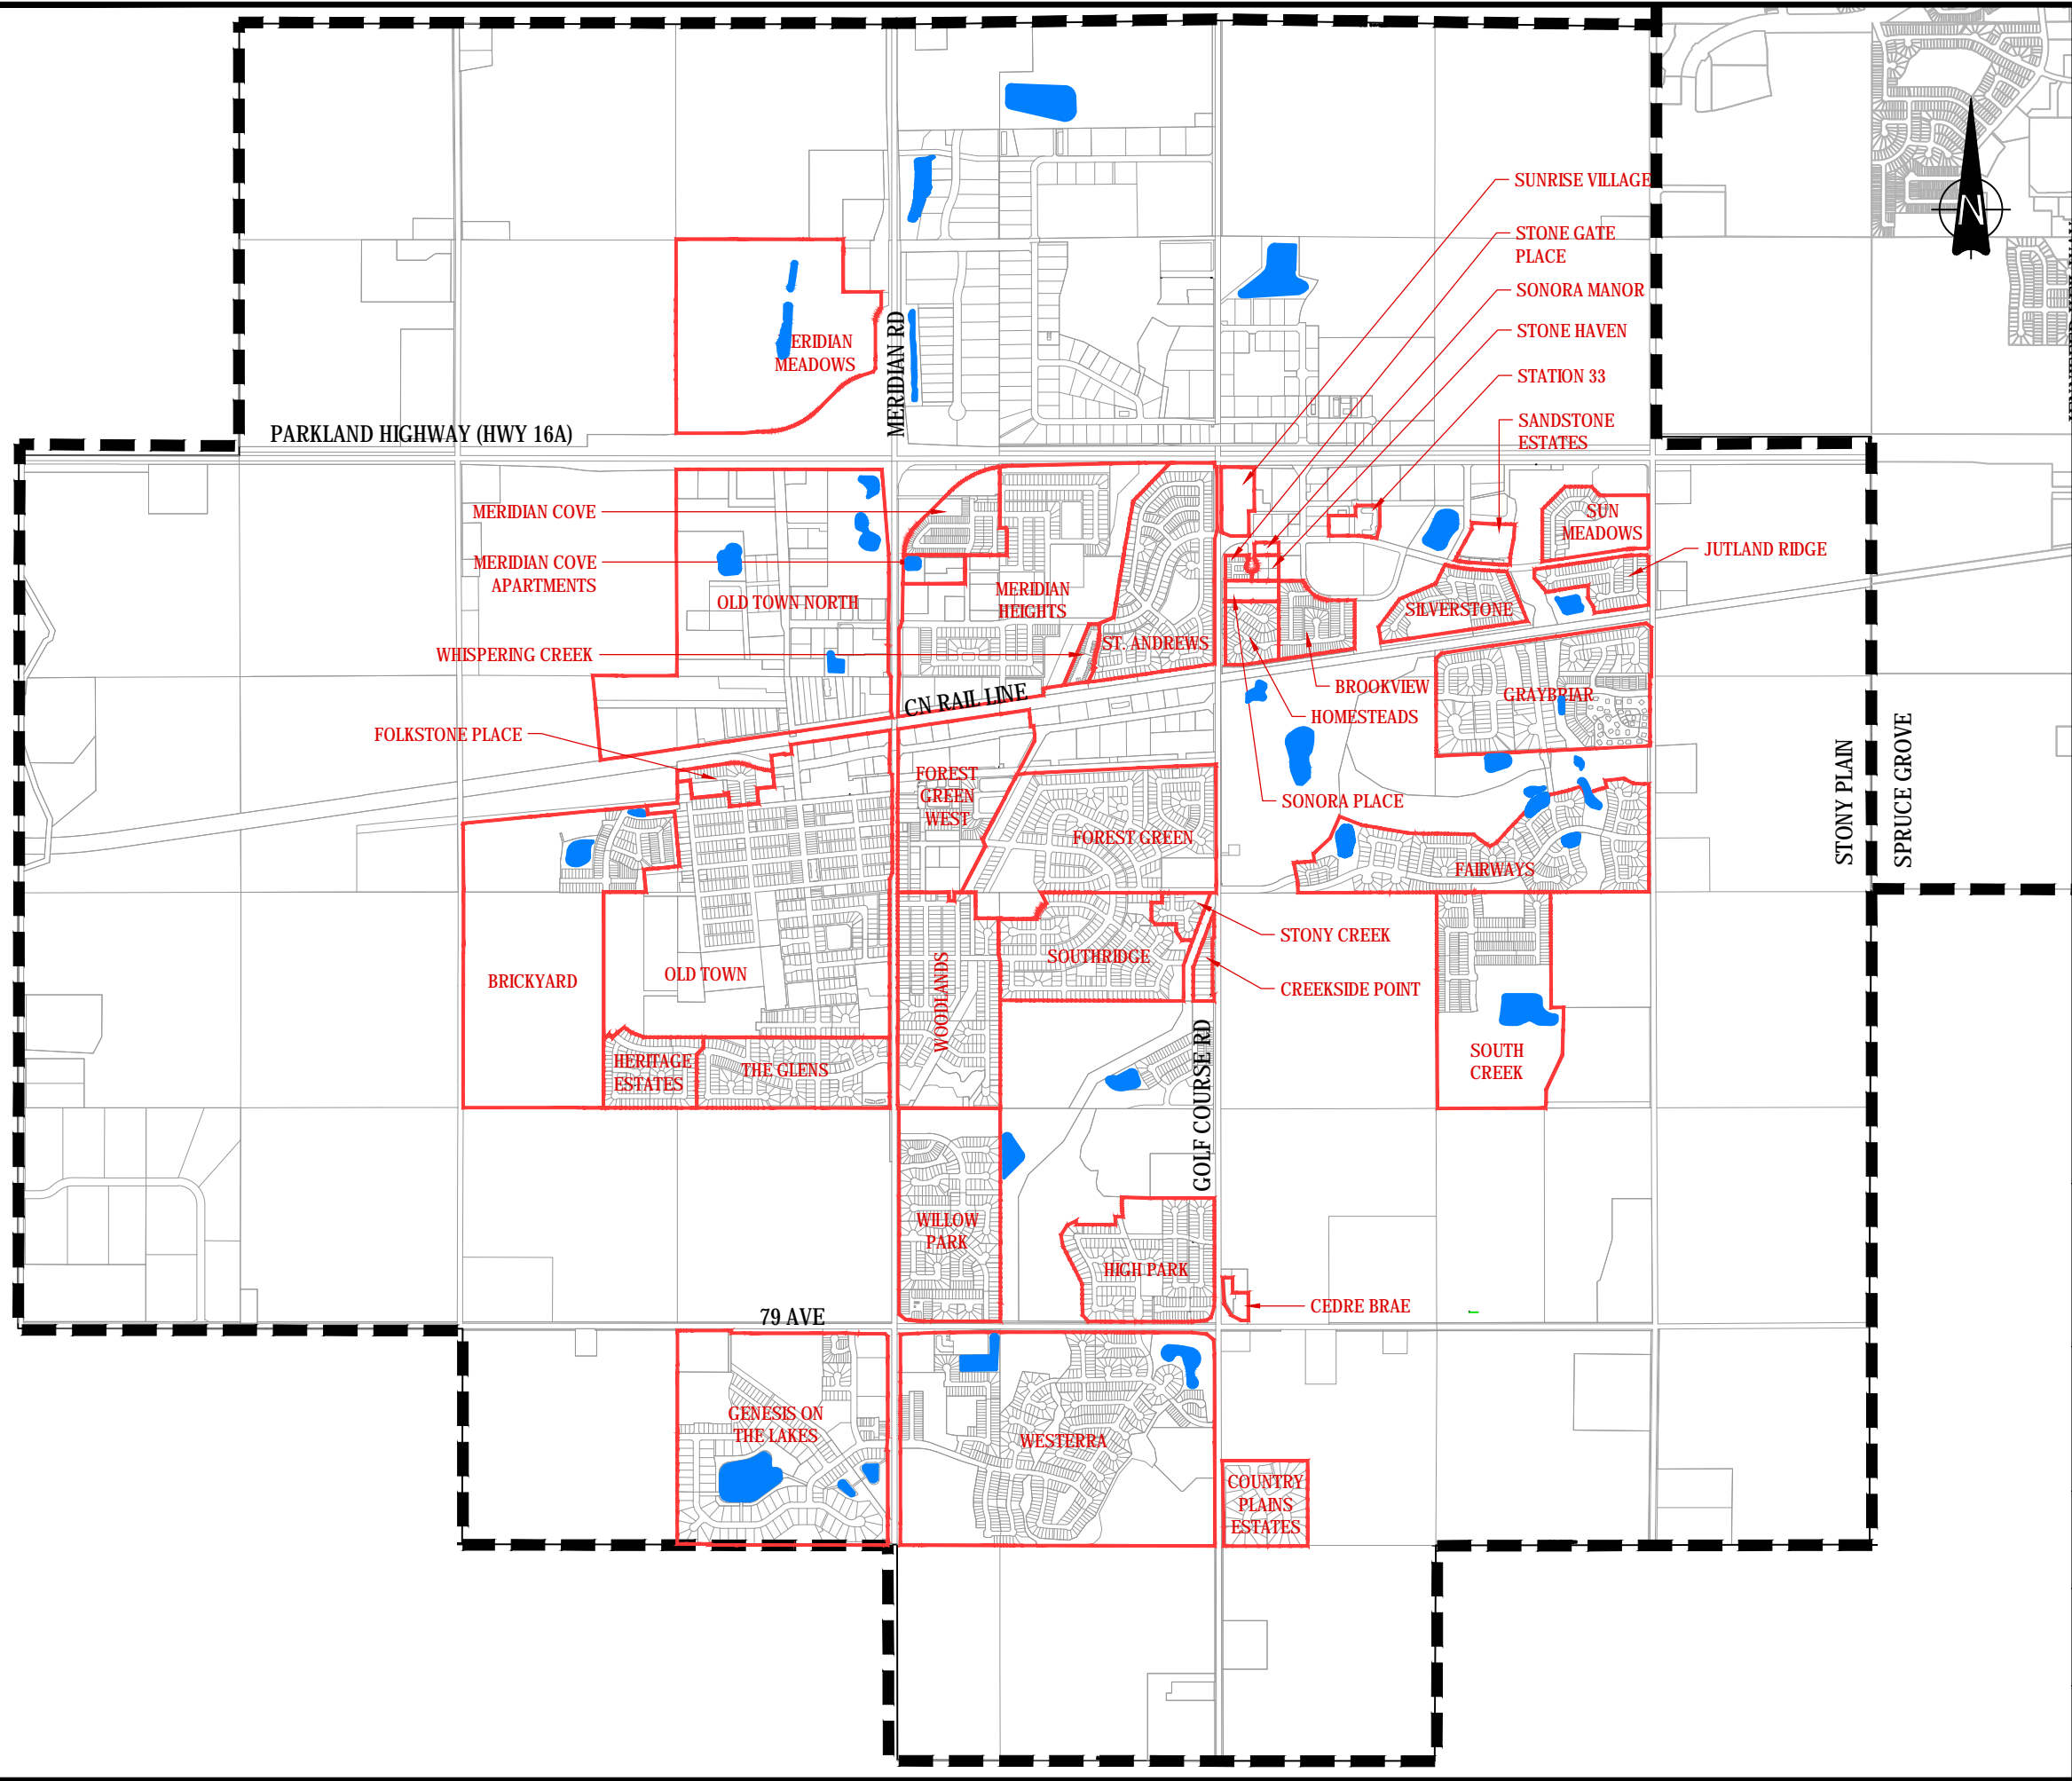 SUNRISE VILLAGE
N
STONE GATE
PLACE
SONORA MANOR
STONE HAVEN
ERIDIAN
MEADOWS
MERIDIAN RD
STATION 33
SANDSTONE
ESTATES
PARKLAND HIGHWAY (HWY 16A)
MERIDIAN COVE
SUN
MEADOWS
JUTLAND RIDGE
MERIDIAN COVE
APARTMENTS
OLD TOWN NORTH
MERIDIAN
HEIGHTS
SILVERSTONE
ST. ANDREWS
WHISPERING CREEK
BROOKVIEW
GRAYBRIAR
CN RAIL LINE
HOMESTEADS
FOLKSTONE PLACE
STONY PLAIN
SPRUCE GROVE
FOREST
GREEN
WEST
SONORA PLACE
FOREST GREEN
FAIRWAYS
STONY CREEK
SOUTHRIDGE
BRICKYARD
OLD TOWN
WOODLANDS
CREEKSIDE POINT
GOLF COURSE RD
SOUTH
CREEK
HERITAGE
ESTATES
THE GLENS
WILLOW
PARK
HIGH PARK
CEDRE BRAE
79 AVE
GENESIS ON
THE LAKES
WESTERRA
COUNTRY
PLAINS
ESTATES